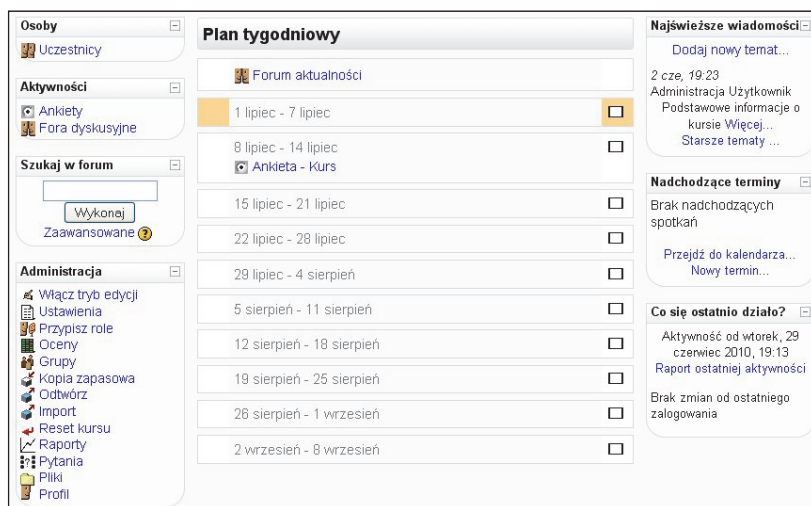 Osoby
Uczestnicy
Aktywności
Ankiety
Fora dyskusyjne
Szukaj w forum
Wykonaj
Zaawansowane
Administracja
Włącz tryb edycji
Ustawienia
Przypisz role
Oceny
Grupy
Kopia zapasowa
Odtwórz
Import
Reset kursu
Raporty
Pytania
Pliki
Profil
Plan tygodniowy
Forum aktualności
1 lipiec - 7 lipiec
8 lipiec - 14 lipiec
Ankieta - Kurs
15 lipiec - 21 lipiec
22 lipiec - 28 lipiec
29 lipiec - 4 sierpień
5 sierpień - 11 sierpień
12 sierpień - 18 sierpień
19 sierpień - 25 sierpień
26 sierpień - 1 wrzesień
2 wrzesień - 8 wrzesień
Najświeższe wiadomości
Dodaj nowy temat...
2 cze, 19:23
Administracja Użytkownik
Podstawowe informacje o
kursie Więcej...
Starsze tematy ...
Nadchodzące terminy
Brak nadchodzących
spotkań
Przejdź do kalendarza...
Nowy termin...
Co się ostatnio działo?
Aktywność od wtorek, 29
czerwiec 2010, 19:13
Raport ostatniej aktywności
Brak zmian od ostatniego
zalogowania